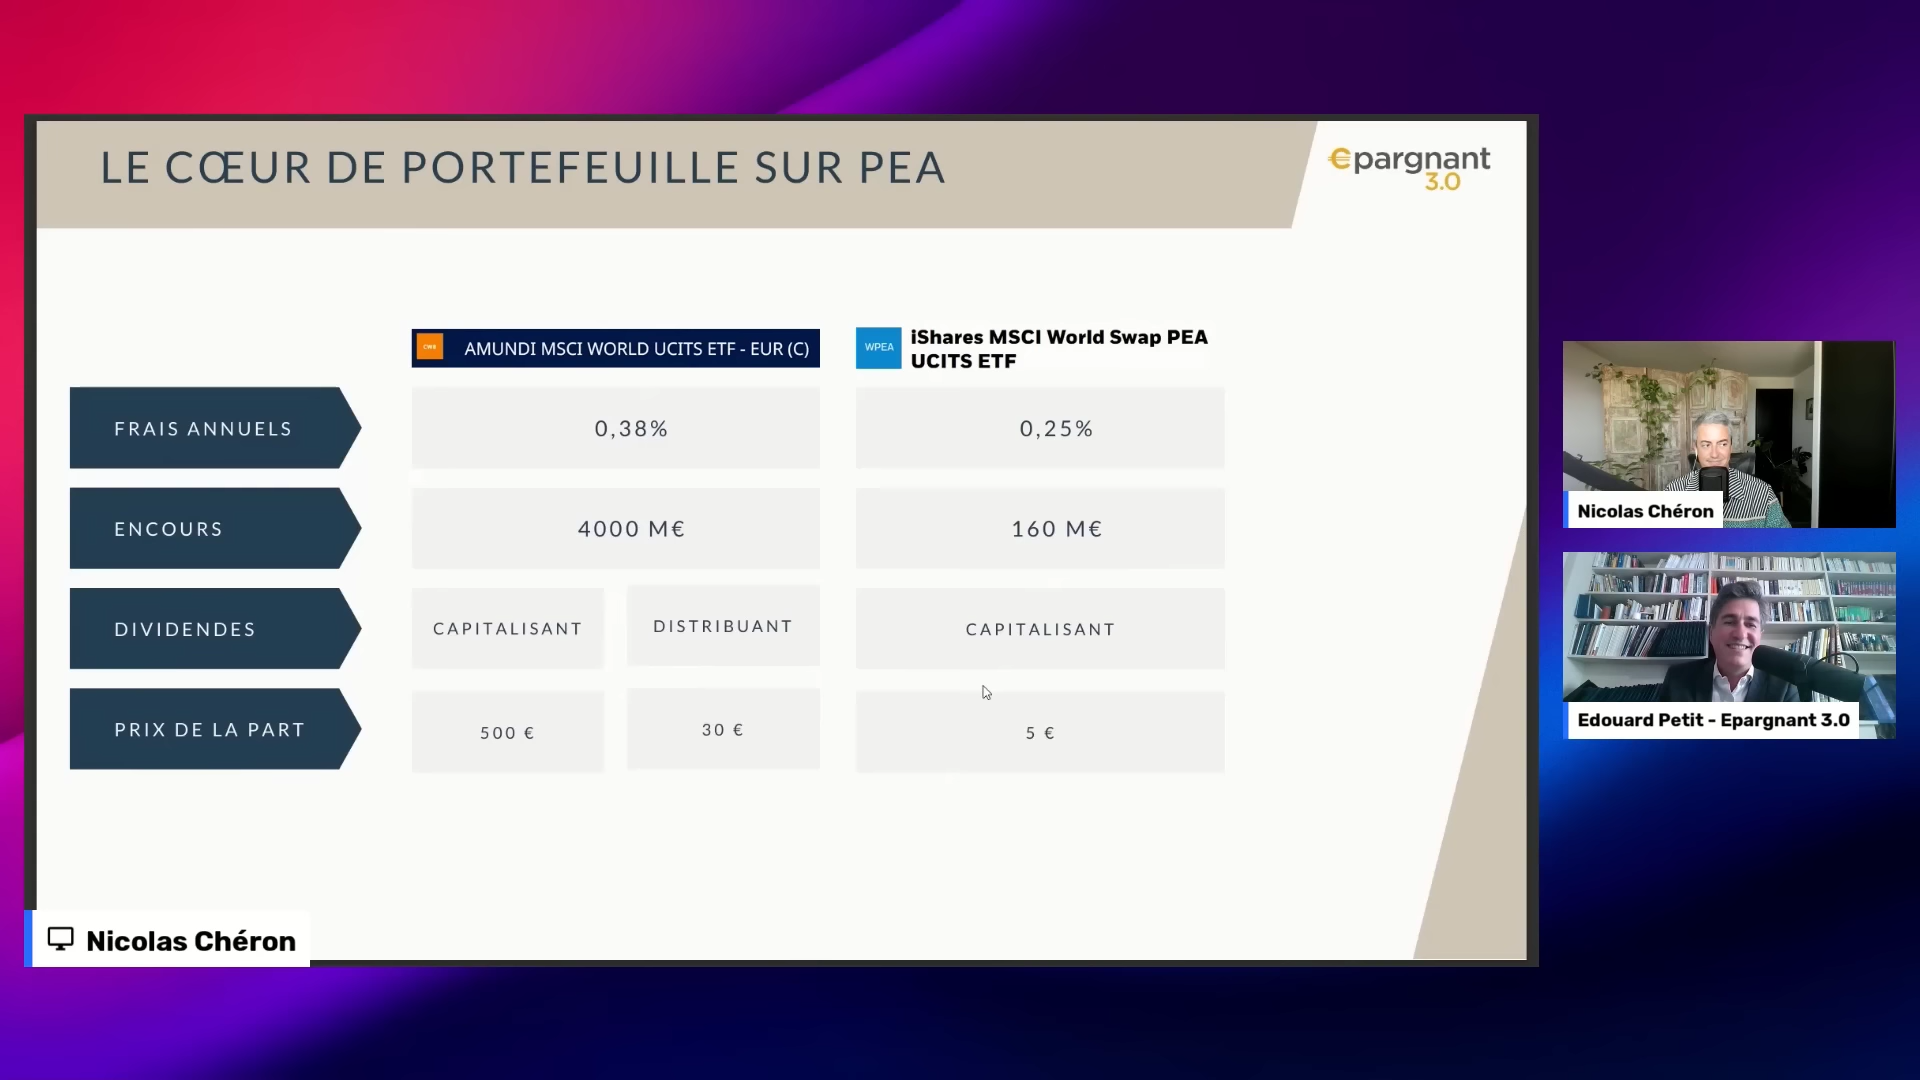 LE CŒUR DE PORTEFEUILLE SUR PEA
€pargnant
3.0
CW8
AMUNDI MSCI WORLD UCITS ETF - EUR (C)
WPEA
iShares MSCI World Swap PEA
UCITS ETF
FRAIS ANNUELS
0,38%
0,25%
ENCOURS
4000 M€
160 M€
DIVIDENDES
CAPITALISANT
DISTRIBUANT
CAPITALISANT
PRIX DE LA PART
500 €
30 €
5 €
Nicolas Chéron
Edouard Petit - Epargnant 3.0
Nicolas Chéron